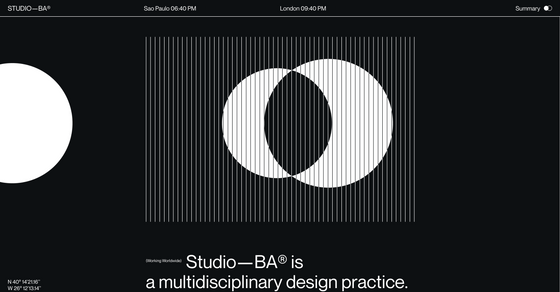 STUDIO—BA®
Sao Paulo 06:40 PM
London 09:40 PM
Summary
(Working Worldwide)
Studio—BA® is
a multidisciplinary design practice.
N 40° 14'21.16"
W 26° 12'13.14"